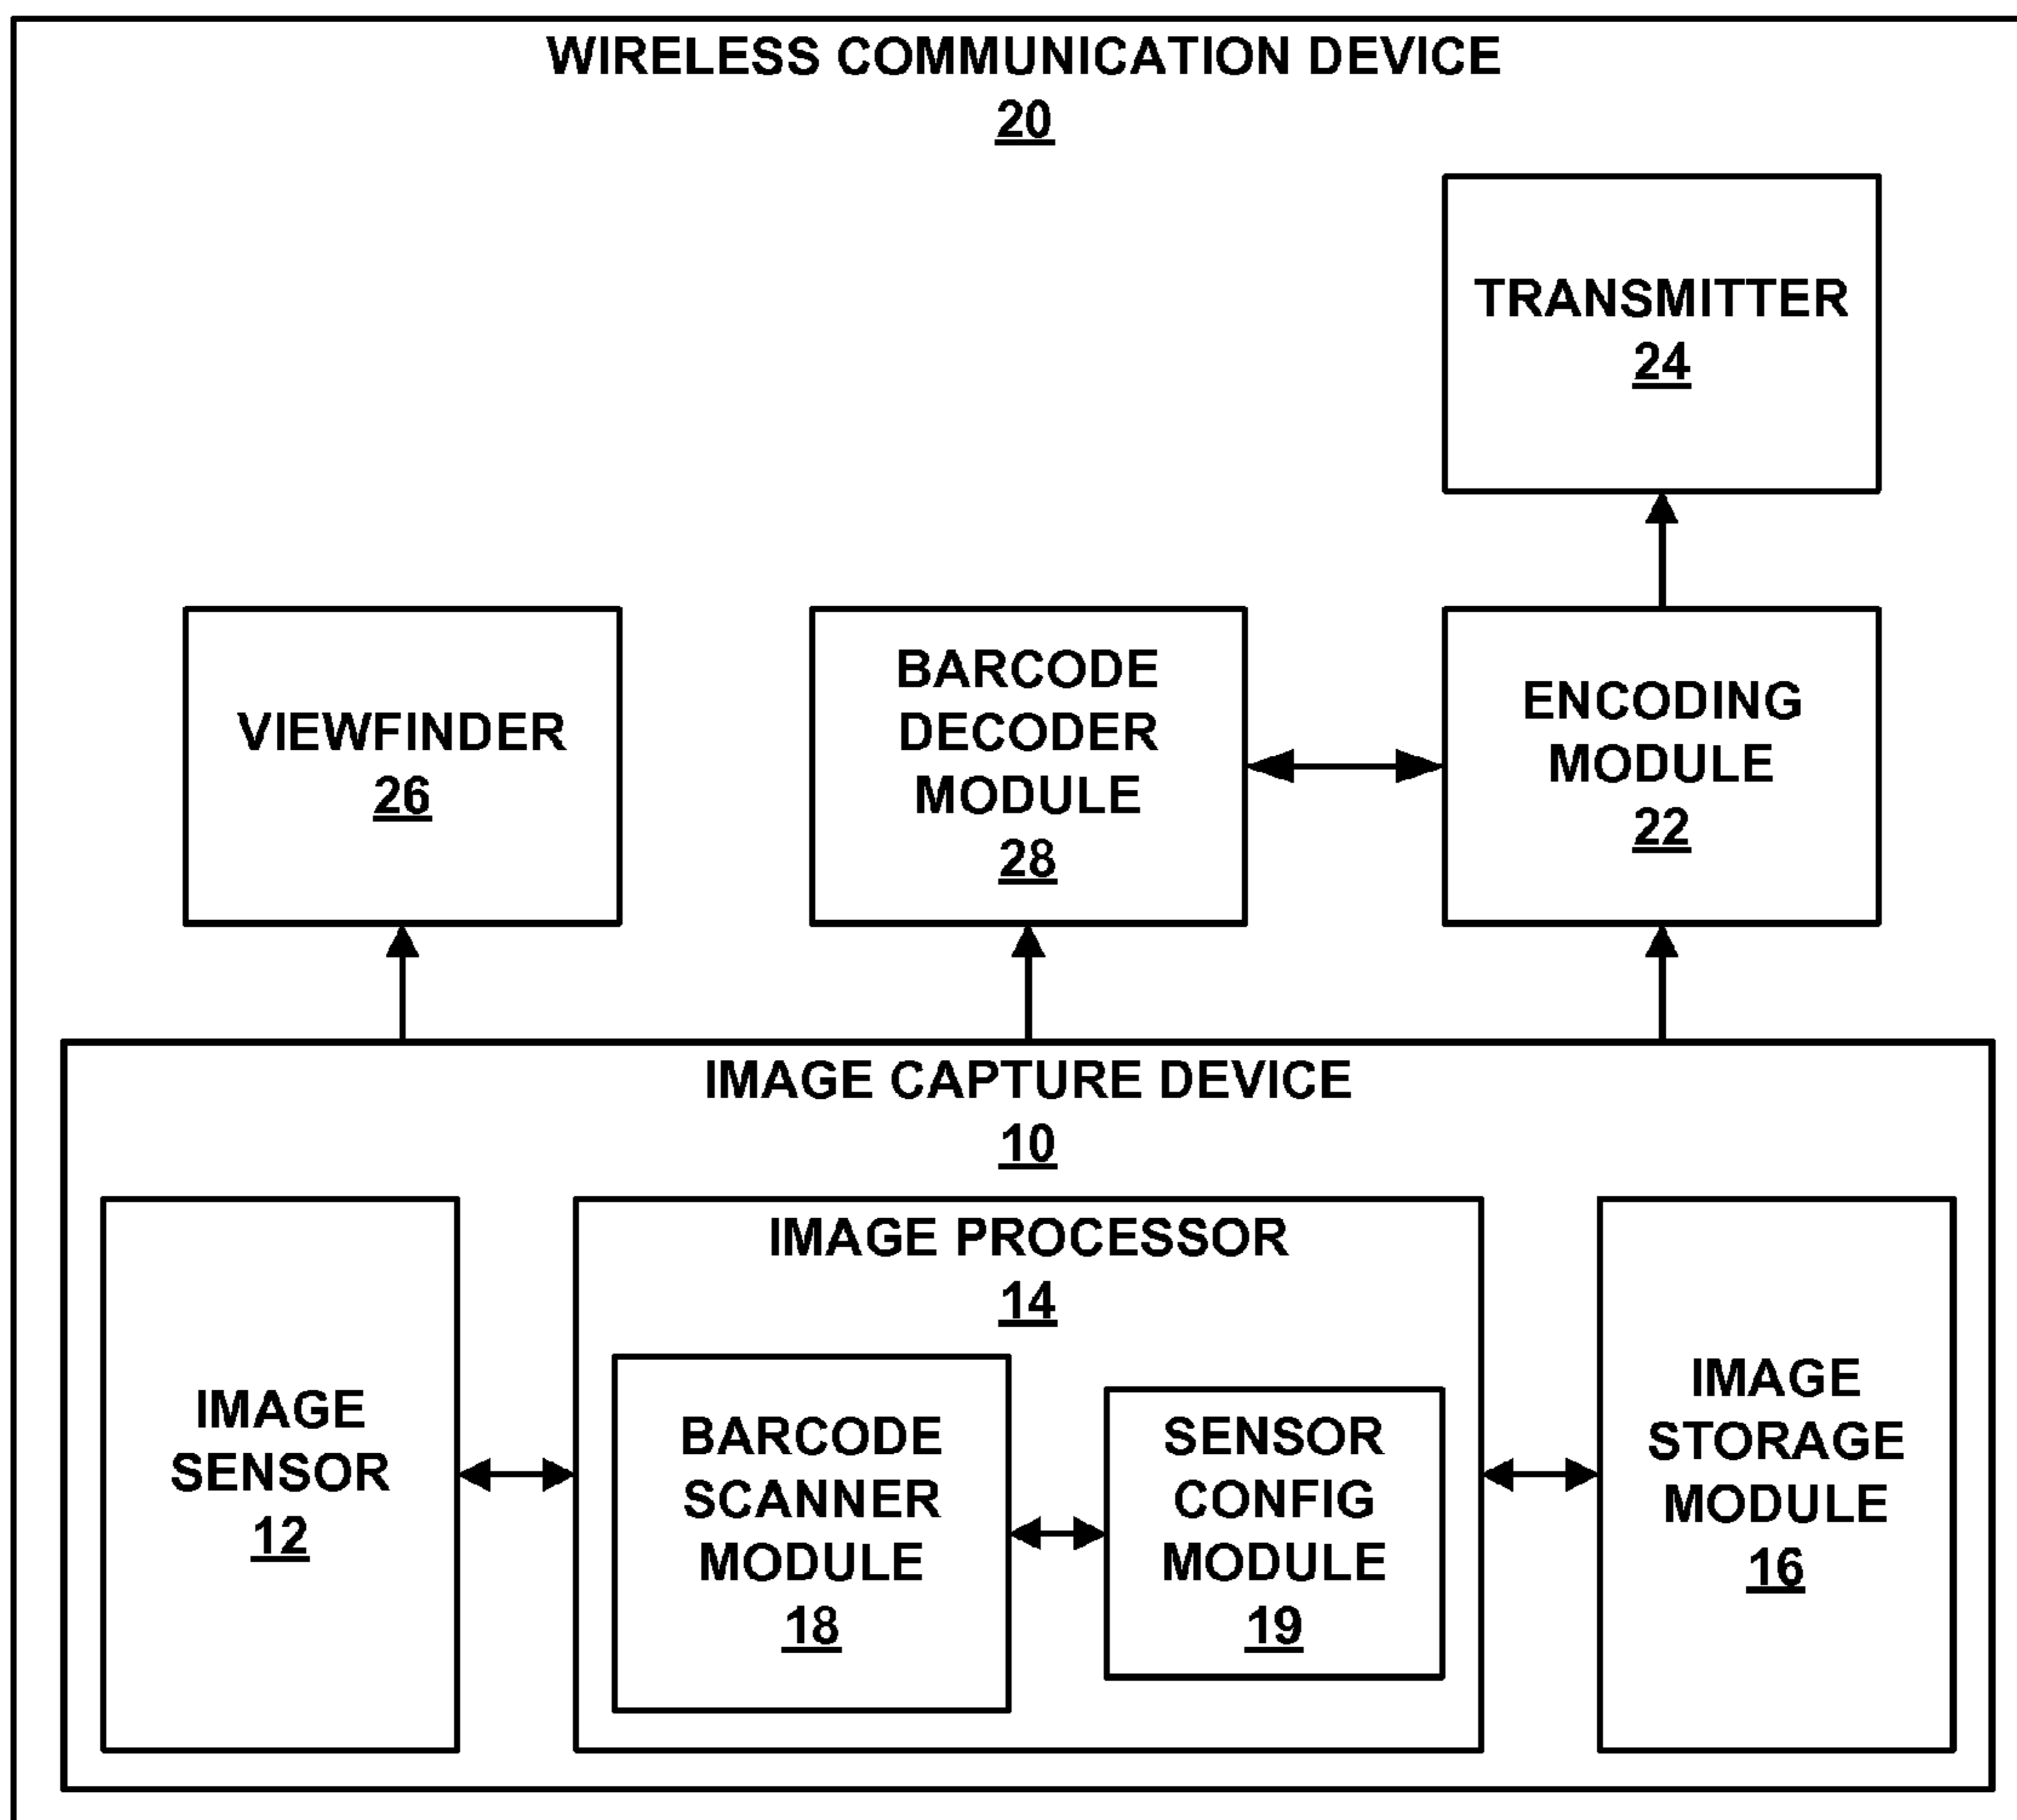 WIRELESS COMMUNICATION DEVICE
20
TRANSMITTER
24
VIEWFINDER
26
BARCODE
DECODER
MODULE
28
ENCODING
MODULE
22
IMAGE CAPTURE DEVICE
10
IMAGE
SENSOR
12
IMAGE PROCESSOR
14
BARCODE
SCANNER
MODULE
18
SENSOR
CONFIG
MODULE
19
IMAGE
STORAGE
MODULE
16